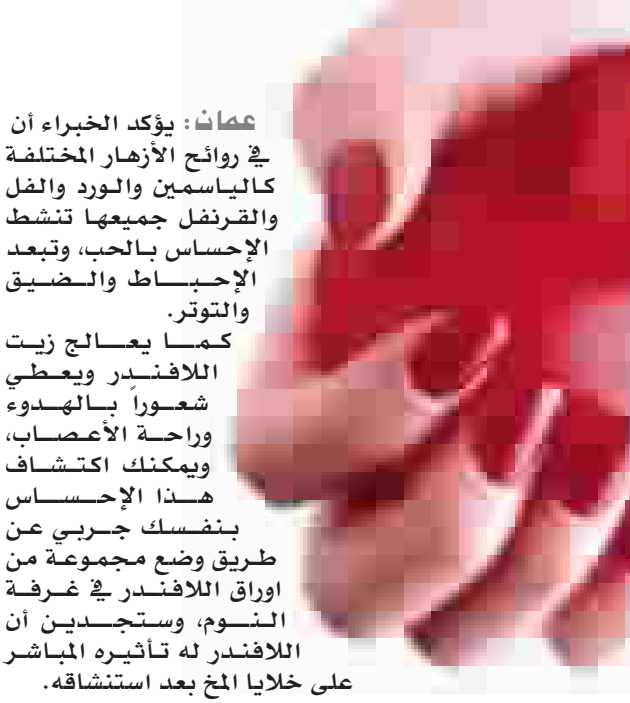 عمان: يؤكد الخبراء أن
في روائح الأزهار المختلفة
كالياسمين والورد والفل
والقرنفل جميعها تنشط
الإحساس بالحب، وتبعد
الإحباط والضيق
والتوتر.
كما يعالج زيت
اللافندر ويعطي
شعوراً بالهدوء
وراحة الأعصاب،
ويمكنك اكتشاف
هذا الإحساس
بنفسك جربي عن
طريق وضع مجموعة من
اوراق اللافندر في غرفة
النوم، وستجدين أن
اللافندر له تأثيره المباشر
على خلايا المخ بعد استنشاقه.